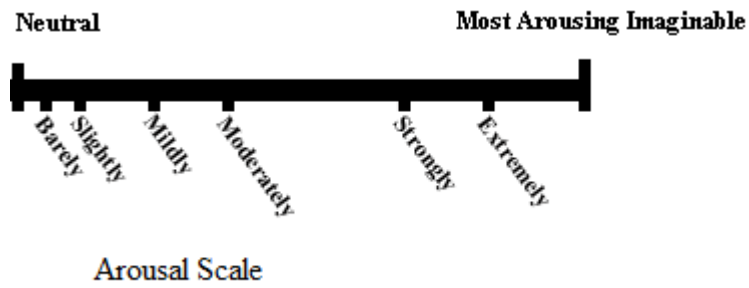 Neutral
Most Arousing Imaginable
Barely
Slightly
Mildly
Moderately
Strongly
Extremely
Arousal Scale